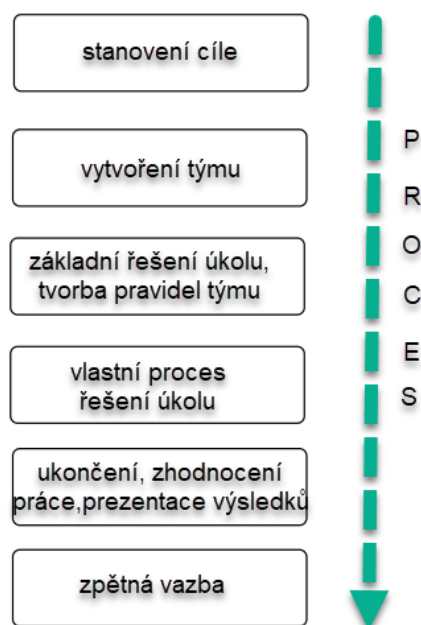 stanovení cíle
vytvoření týmu
základní řešení úkolu,
tvorba pravidel týmu
vlastní proces
řešení úkolu
ukončení, zhodnocení
práce,prezentace výsledků
zpětná vazba
P
R
O
C
E
S